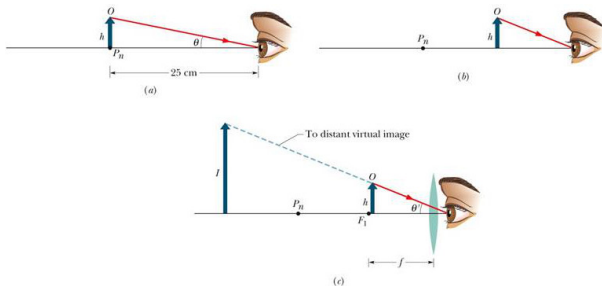 O
h
θ
Pn
25 cm
(a)
O
Pn
h
(b)
To distant virtual image
O
I
Pn
h
θ'
F1
f
(c)